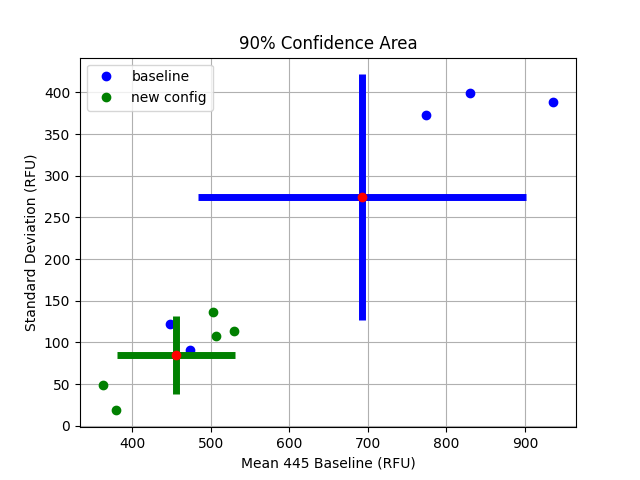 90% Confidence Area
baseline
new config
Standard Deviation (RFU)
400
350
300
250
200
150
100
50
0
400 500 600 700 800 900
Mean 445 Baseline (RFU)